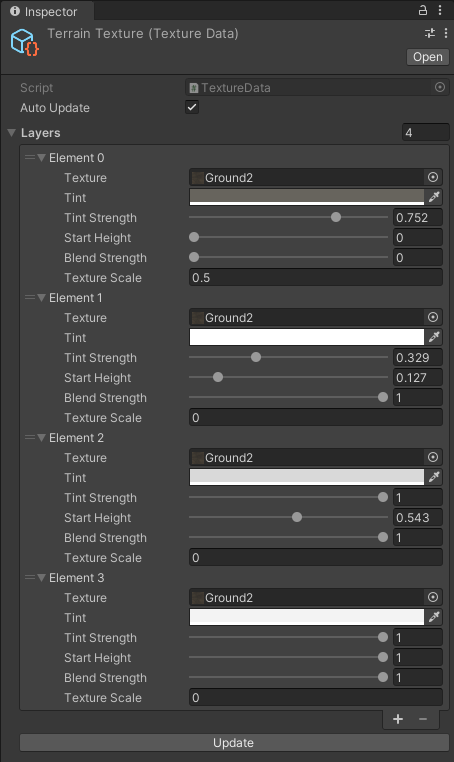 Inspector
Terrain Texture (Texture Data)
Open
Script TextureData
Auto Update
Layers 4
Element 0
Texture Ground2
Tint
Tint Strength 0.752
Start Height 0
Blend Strength 0
Texture Scale 0.5
Element 1
Texture Ground2
Tint
Tint Strength 0.329
Start Height 0.127
Blend Strength 1
Texture Scale 0
Element 2
Texture Ground2
Tint
Tint Strength 1
Start Height 0.543
Blend Strength 1
Texture Scale 0
Element 3
Texture Ground2
Tint
Tint Strength 1
Start Height 1
Blend Strength 1
Texture Scale 0
Update